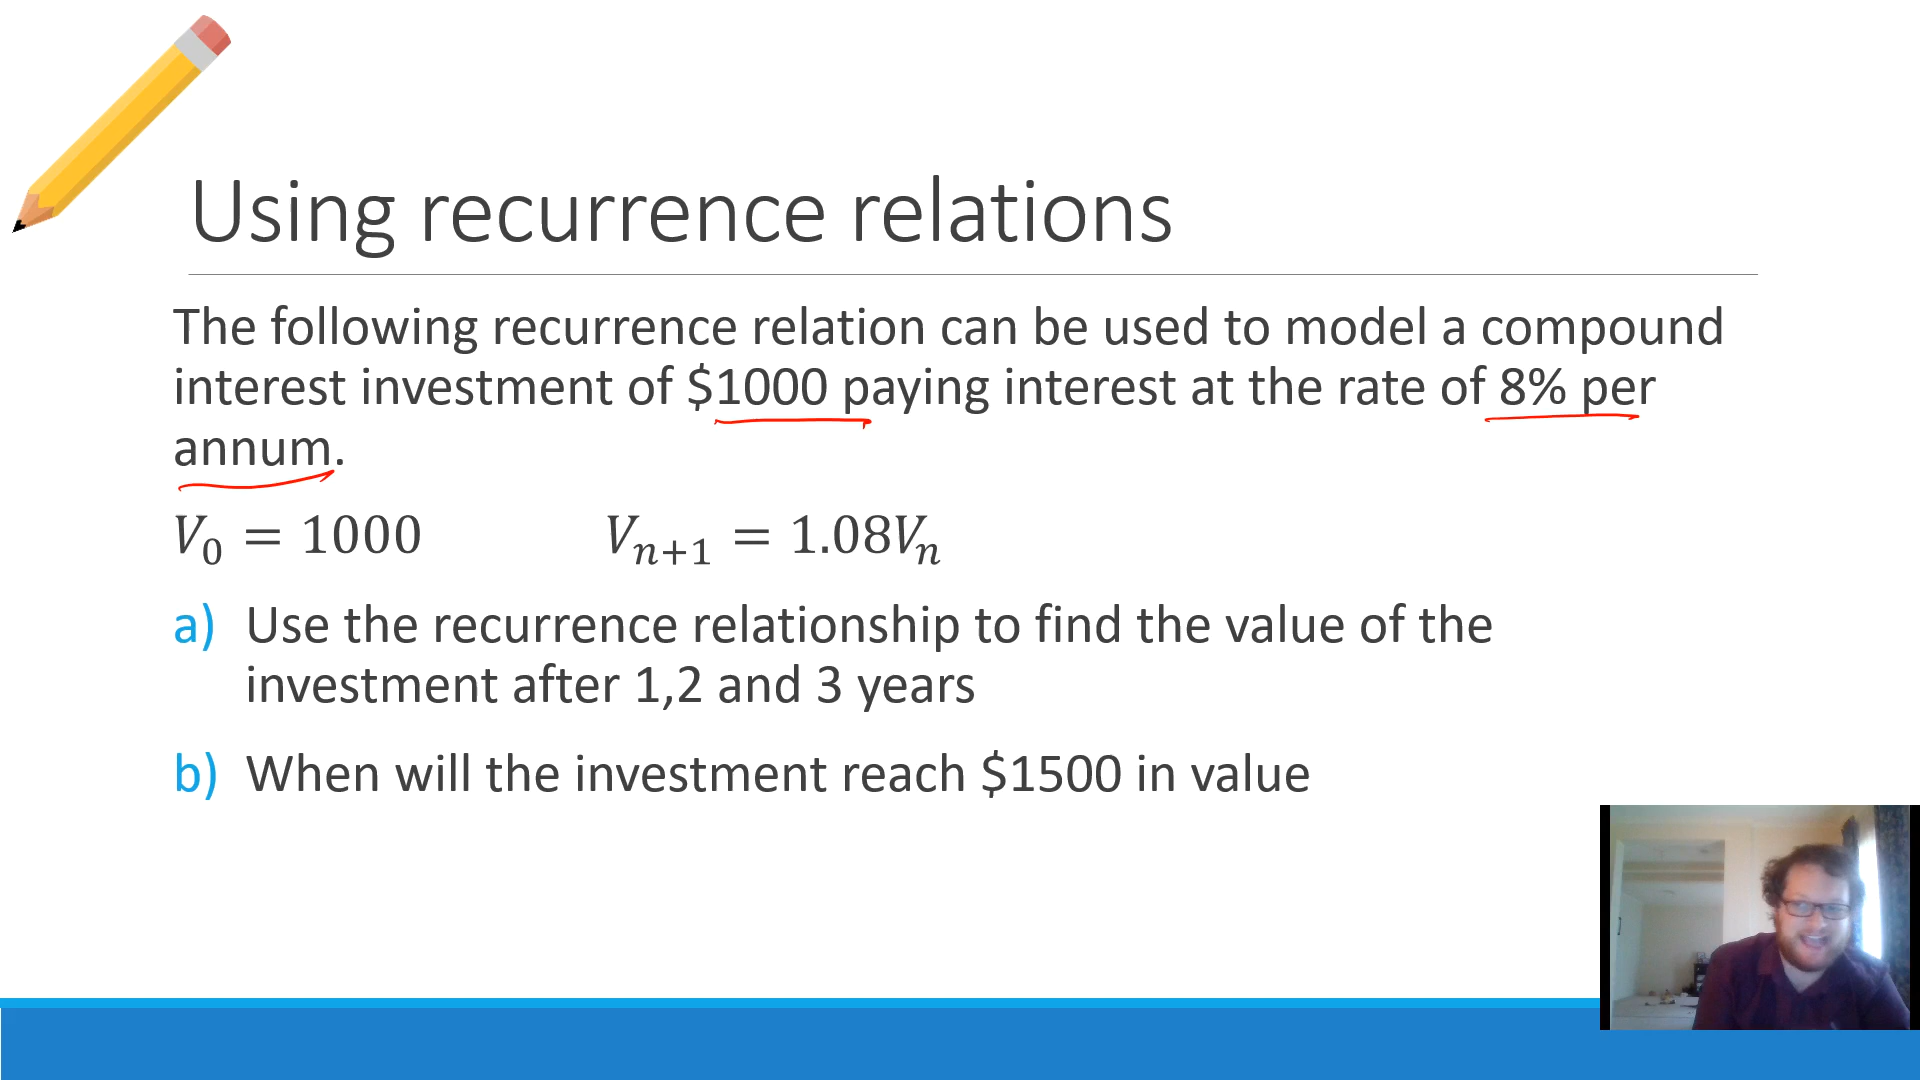 Using recurrence relations
The following recurrence relation can be used to model a compound
interest investment of $1000 paying interest at the rate of 8% per
annum.
V₀ = 1000 Vₙ₊₁ = 1.08Vₙ
a) Use the recurrence relationship to find the value of the
investment after 1,2 and 3 years
b) When will the investment reach $1500 in value